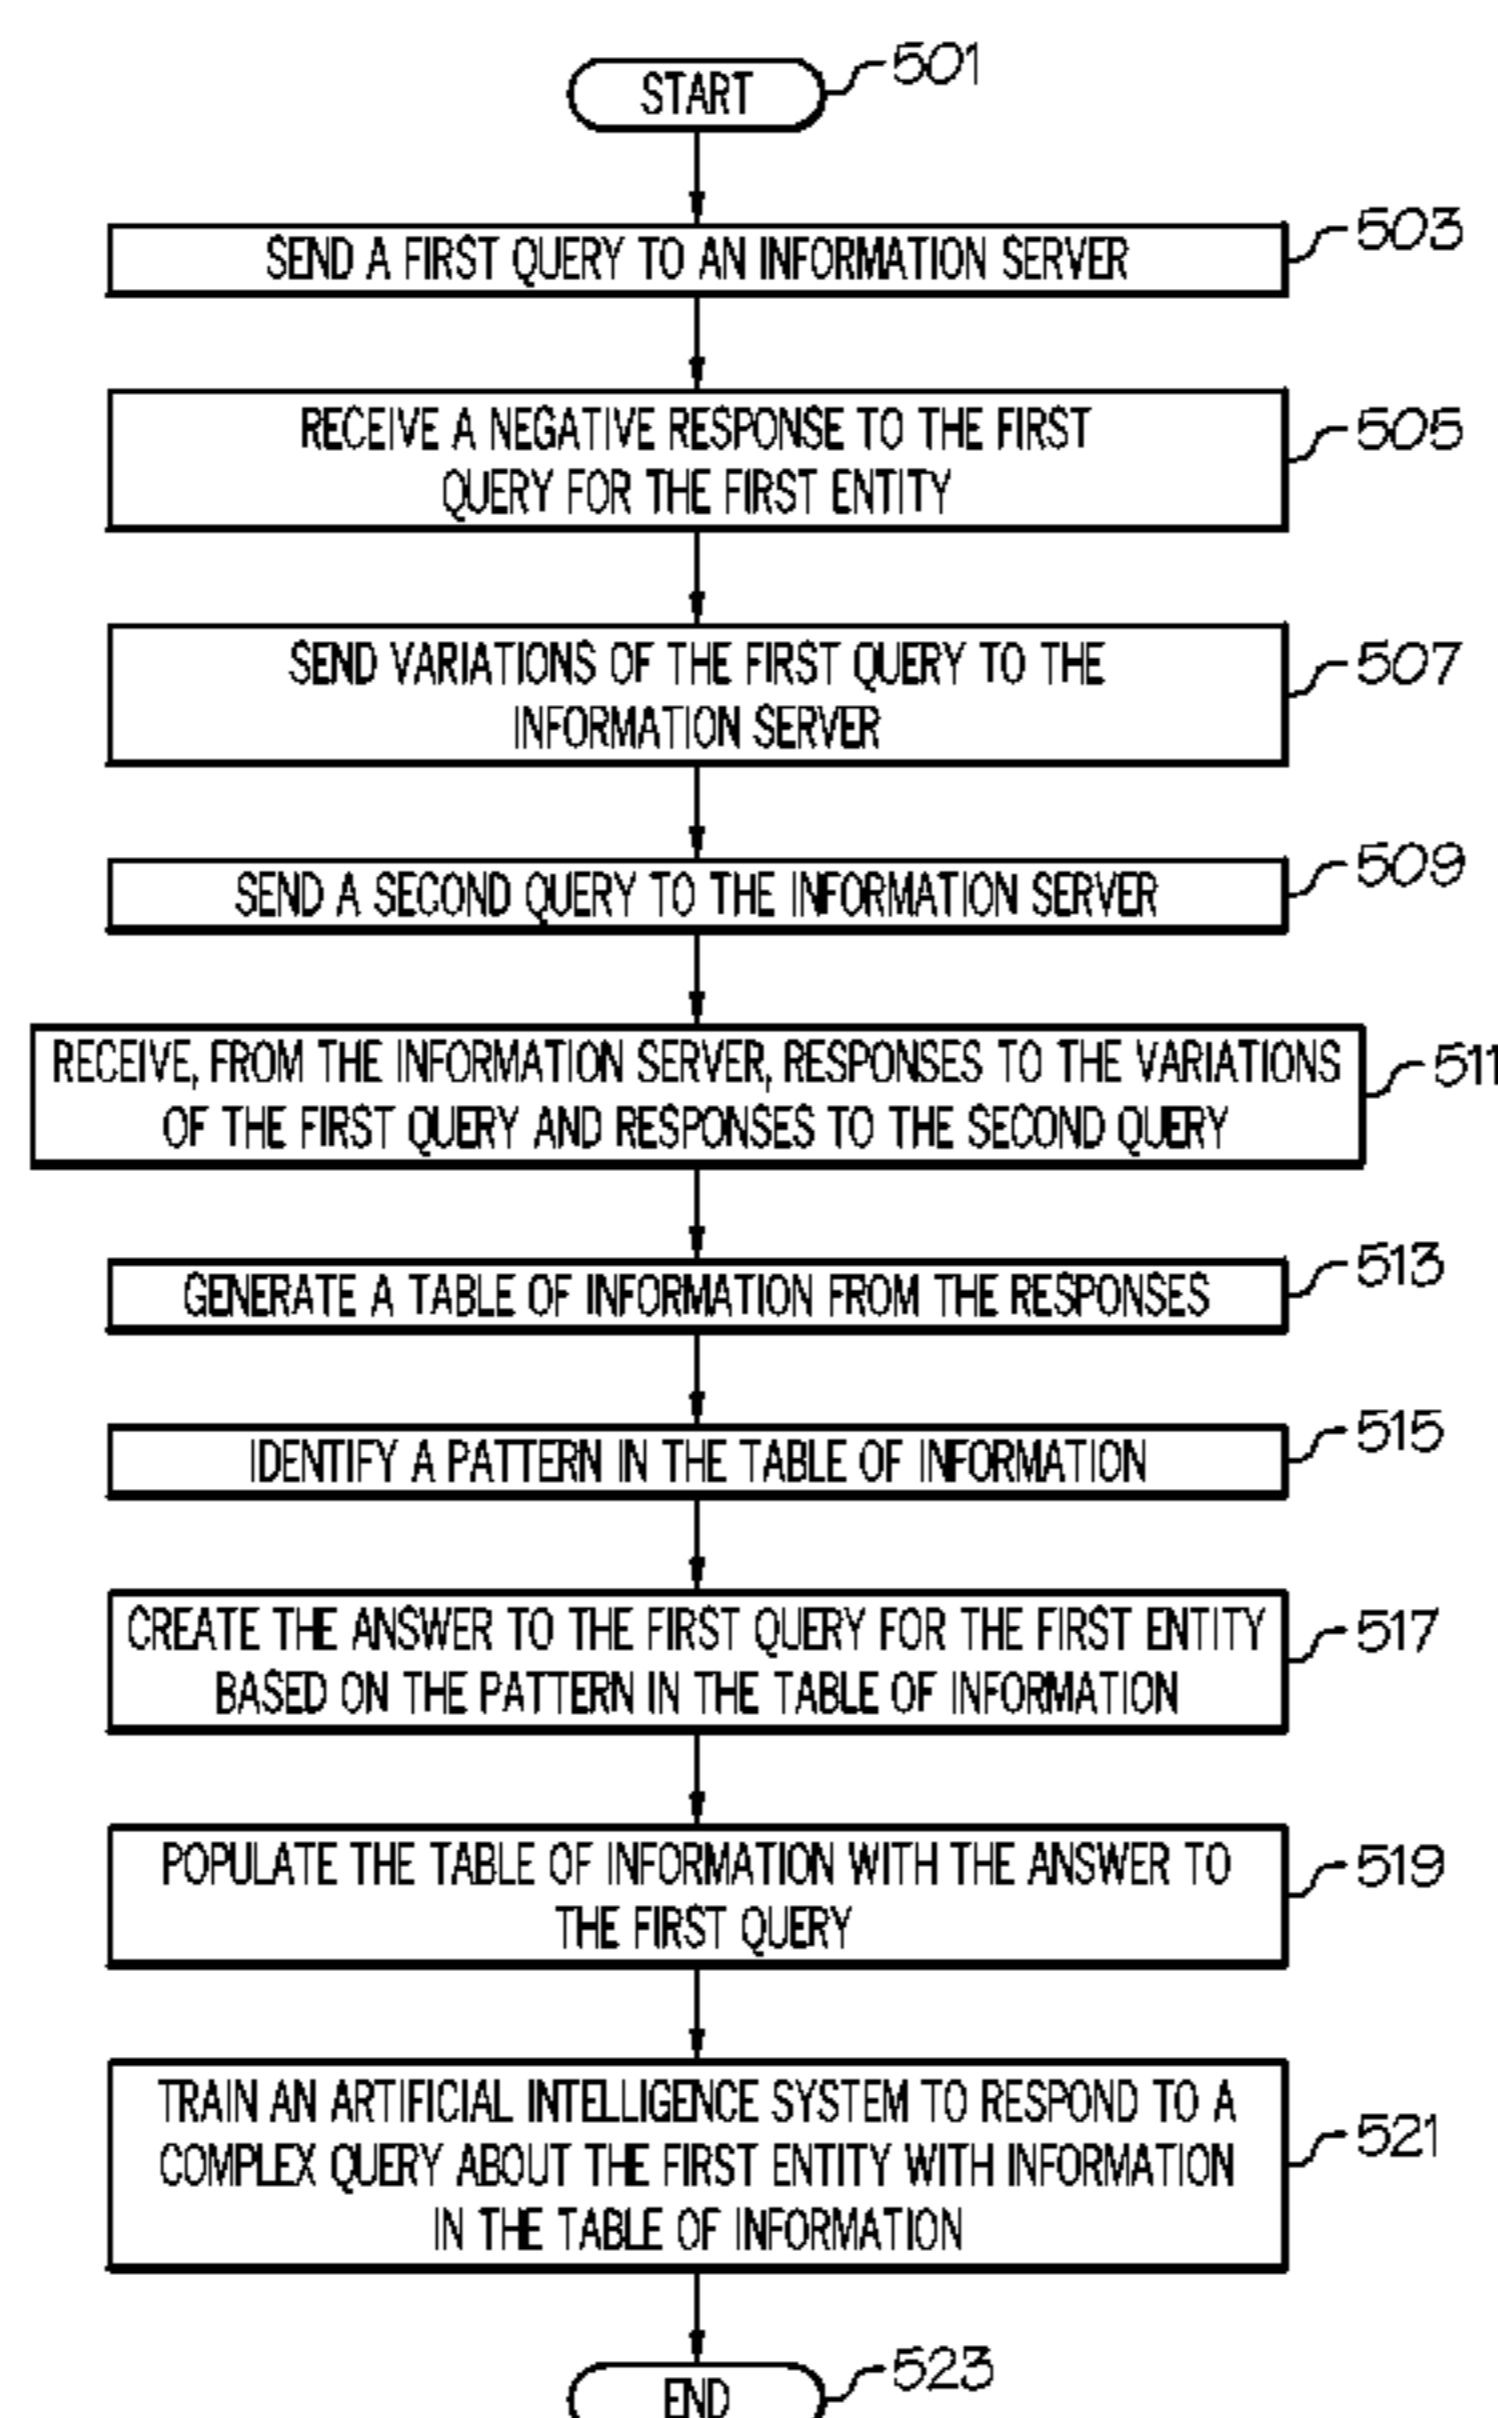 START
501
SEND A FIRST QUERY TO AN INFORMATION SERVER
503
RECEIVE A NEGATIVE RESPONSE TO THE FIRST
QUERY FOR THE FIRST ENTITY
505
SEND VARIATIONS OF THE FIRST QUERY TO THE
INFORMATION SERVER
507
SEND A SECOND QUERY TO THE INFORMATION SERVER
509
RECEIVE, FROM THE INFORMATION SERVER, RESPONSES TO THE VARIATIONS
OF THE FIRST QUERY AND RESPONSES TO THE SECOND QUERY
511
GENERATE A TABLE OF INFORMATION FROM THE RESPONSES
513
IDENTIFY A PATTERN IN THE TABLE OF INFORMATION
515
CREATE THE ANSWER TO THE FIRST QUERY FOR THE FIRST ENTITY
BASED ON THE PATTERN IN THE TABLE OF INFORMATION
517
POPULATE THE TABLE OF INFORMATION WITH THE ANSWER TO
THE FIRST QUERY
519
TRAIN AN ARTIFICIAL INTELLIGENCE SYSTEM TO RESPOND TO A
COMPLEX QUERY ABOUT THE FIRST ENTITY WITH INFORMATION
IN THE TABLE OF INFORMATION
521
END
523